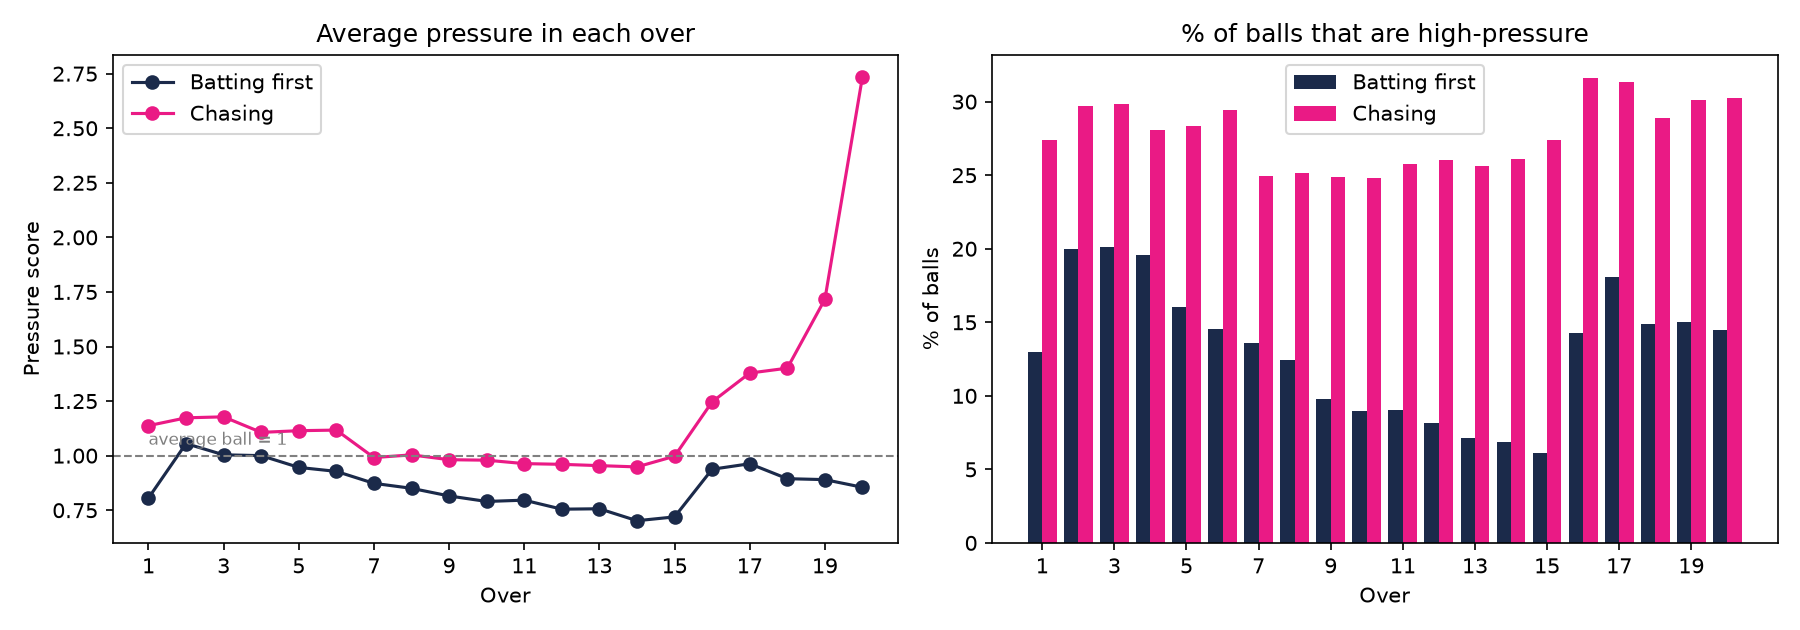 Average pressure in each over
Pressure score
2.75
2.50
2.25
2.00
1.75
1.50
1.25
1.00
0.75
Batting first
Chasing
average ball = 1
1 3 5 7 9 11 13 15 17 19
Over
% of balls that are high-pressure
% of balls
30
25
20
15
10
5
0
Batting first
Chasing
1 3 5 7 9 11 13 15 17 19
Over